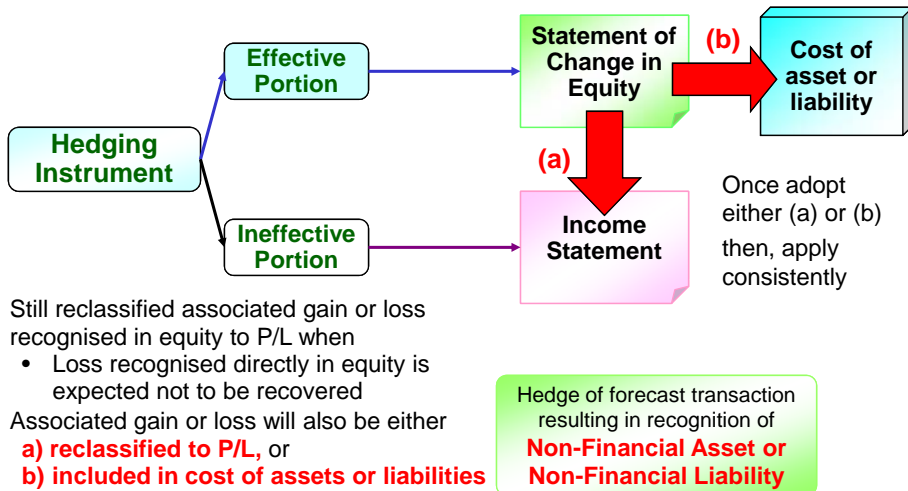 Hedging
Instrument
Effective
Portion
Ineffective
Portion
Statement of
Change in
Equity
(b)
Cost of
asset or
liability
(a)
Income
Statement
Once adopt
either (a) or (b)
then, apply
consistently
Still reclassified associated gain or loss
recognised in equity to P/L when
• Loss recognised directly in equity is
expected not to be recovered
Associated gain or loss will also be either
a) reclassified to P/L, or
b) included in cost of assets or liabilities
Hedge of forecast transaction
resulting in recognition of
Non-Financial Asset or
Non-Financial Liability